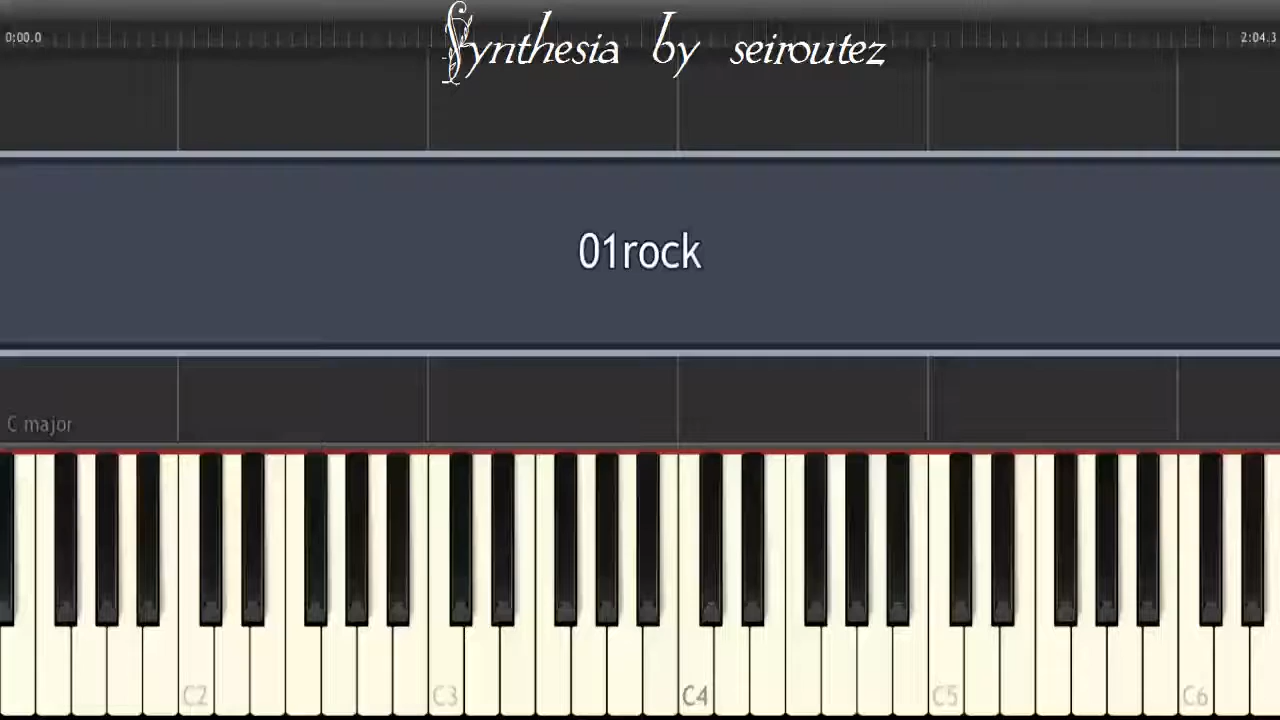 Synthesia by seiroutez
0:00.0
2:04.3
01rock
C major
C2 C3 C4 C5 C6